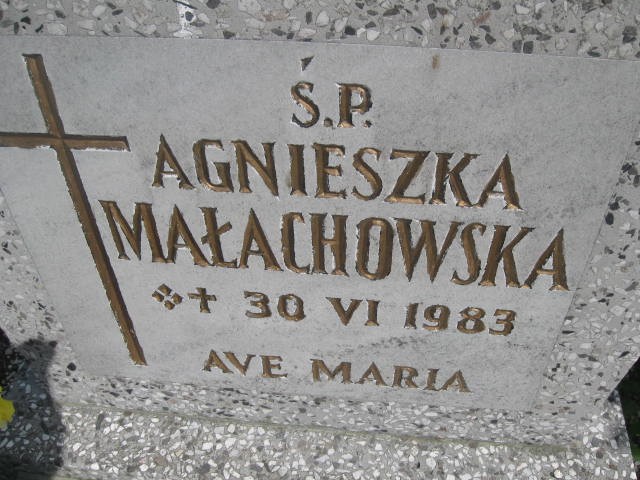 Ś.P.
AGNIESZKA
MAŁACHOWSKA
30 VI 1983
AVE MARIA